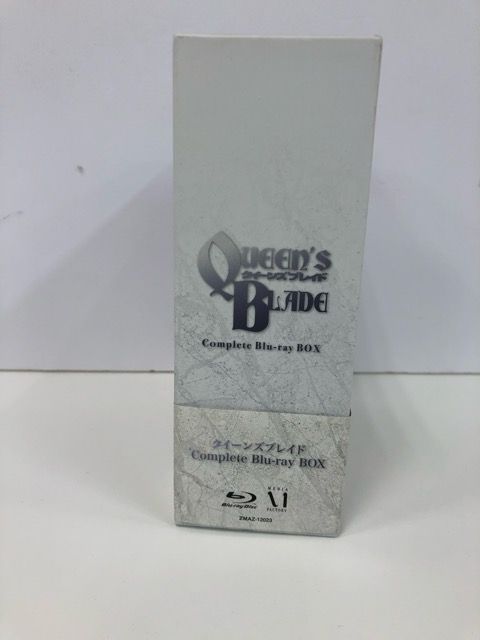 QUEEN'S
クイーンズブレイド
BLADE
Complete Blu-ray BOX
クイーンズブレイド
Complete Blu-ray BOX
Blu-ray Disc
MEDIA
FACTORY
ZMAZ-12023